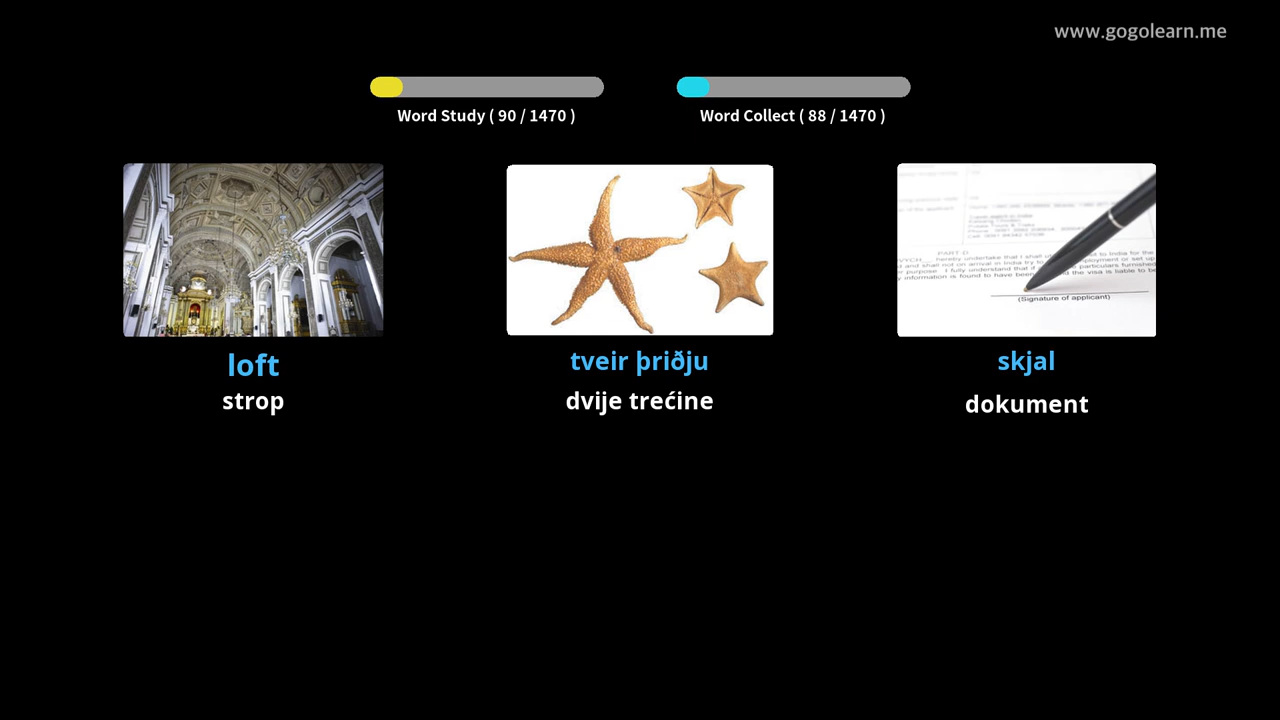 www.gogolearn.me
Word Study ( 90 / 1470 )
Word Collect ( 88 / 1470 )
PART D
(Signature of applicant)
loft
strop
tveir þriðju
dvije trećine
skjal
dokument